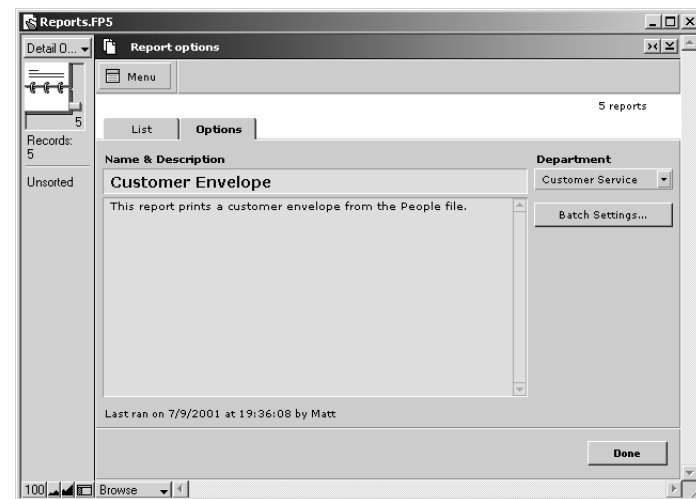 Reports.FP5
Detail O...
Report options
Menu
5
5 reports
Records:
5
List
Options
Unsorted
Name & Description
Department
Customer Envelope
Customer Service
This report prints a customer envelope from the People file.
Batch Settings...
Last ran on 7/9/2001 at 19:36:08 by Matt
Done
100
Browse